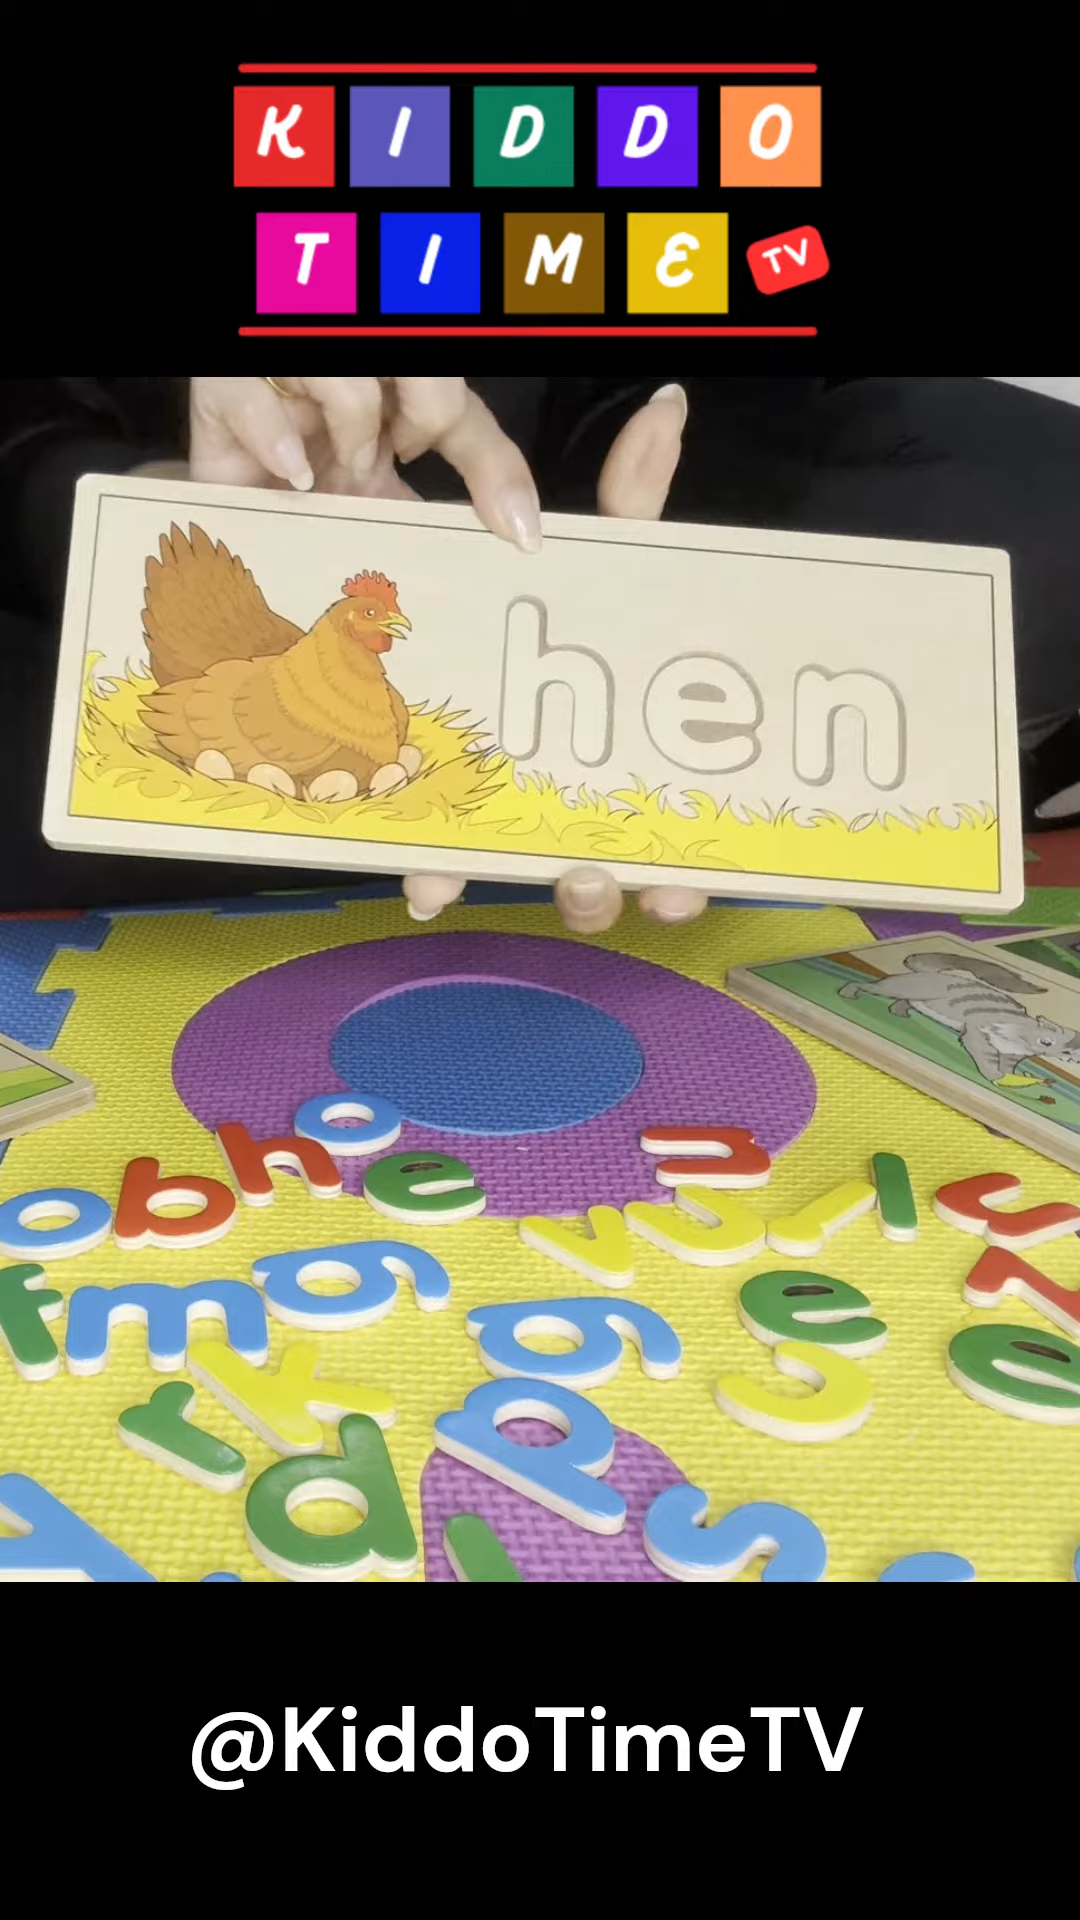 KIDDO
TIME TV
hen
o
h
o b e u
v u l
f m g e
g
r k
d p s
@KiddoTimeTV